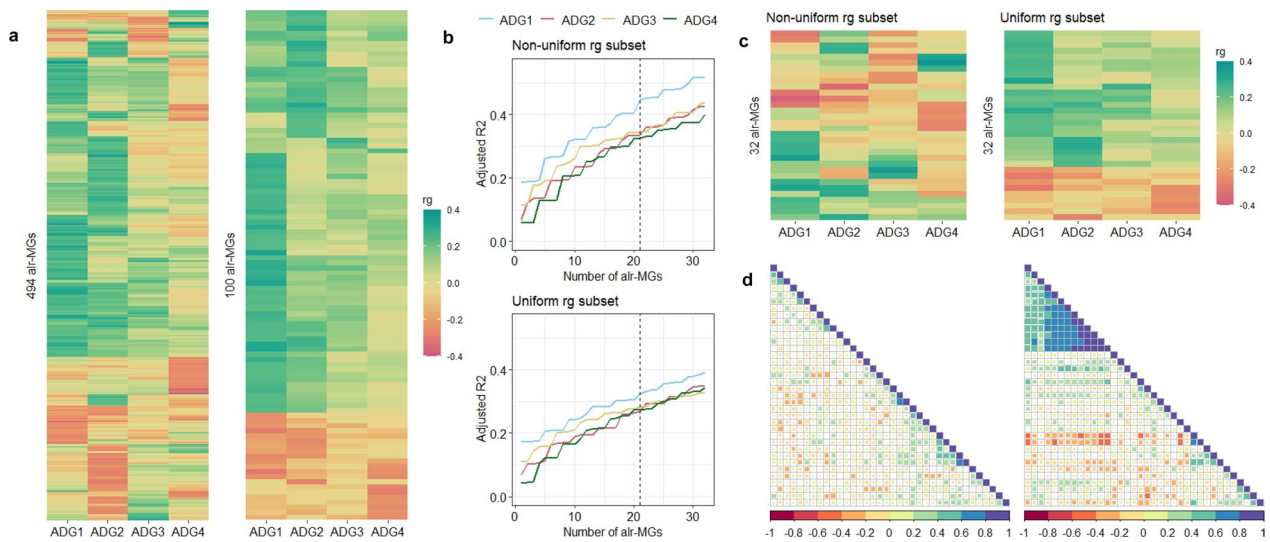 a
494 alr-MGs
ADG1 ADG2 ADG3 ADG4
100 alr-MGs
ADG1 ADG2 ADG3 ADG4
rg
0.4
0.2
0.0
-0.2
-0.4
b
ADG1 ADG2 ADG3 ADG4
Non-uniform rg subset
Adjusted R2
0.4
0.2
0.0
0 10 20 30
Number of alr-MGs
Uniform rg subset
Adjusted R2
0.4
0.2
0.0
0 10 20 30
Number of alr-MGs
c
Non-uniform rg subset
32 alr-MGs
ADG1 ADG2 ADG3 ADG4
Uniform rg subset
32 alr-MGs
ADG1 ADG2 ADG3 ADG4
rg
0.4
0.2
0.0
-0.2
-0.4
d
-1 -0.8 -0.6 -0.4 -0.2 0 0.2 0.4 0.6 0.8 1
-1 -0.8 -0.6 -0.4 -0.2 0 0.2 0.4 0.6 0.8 1